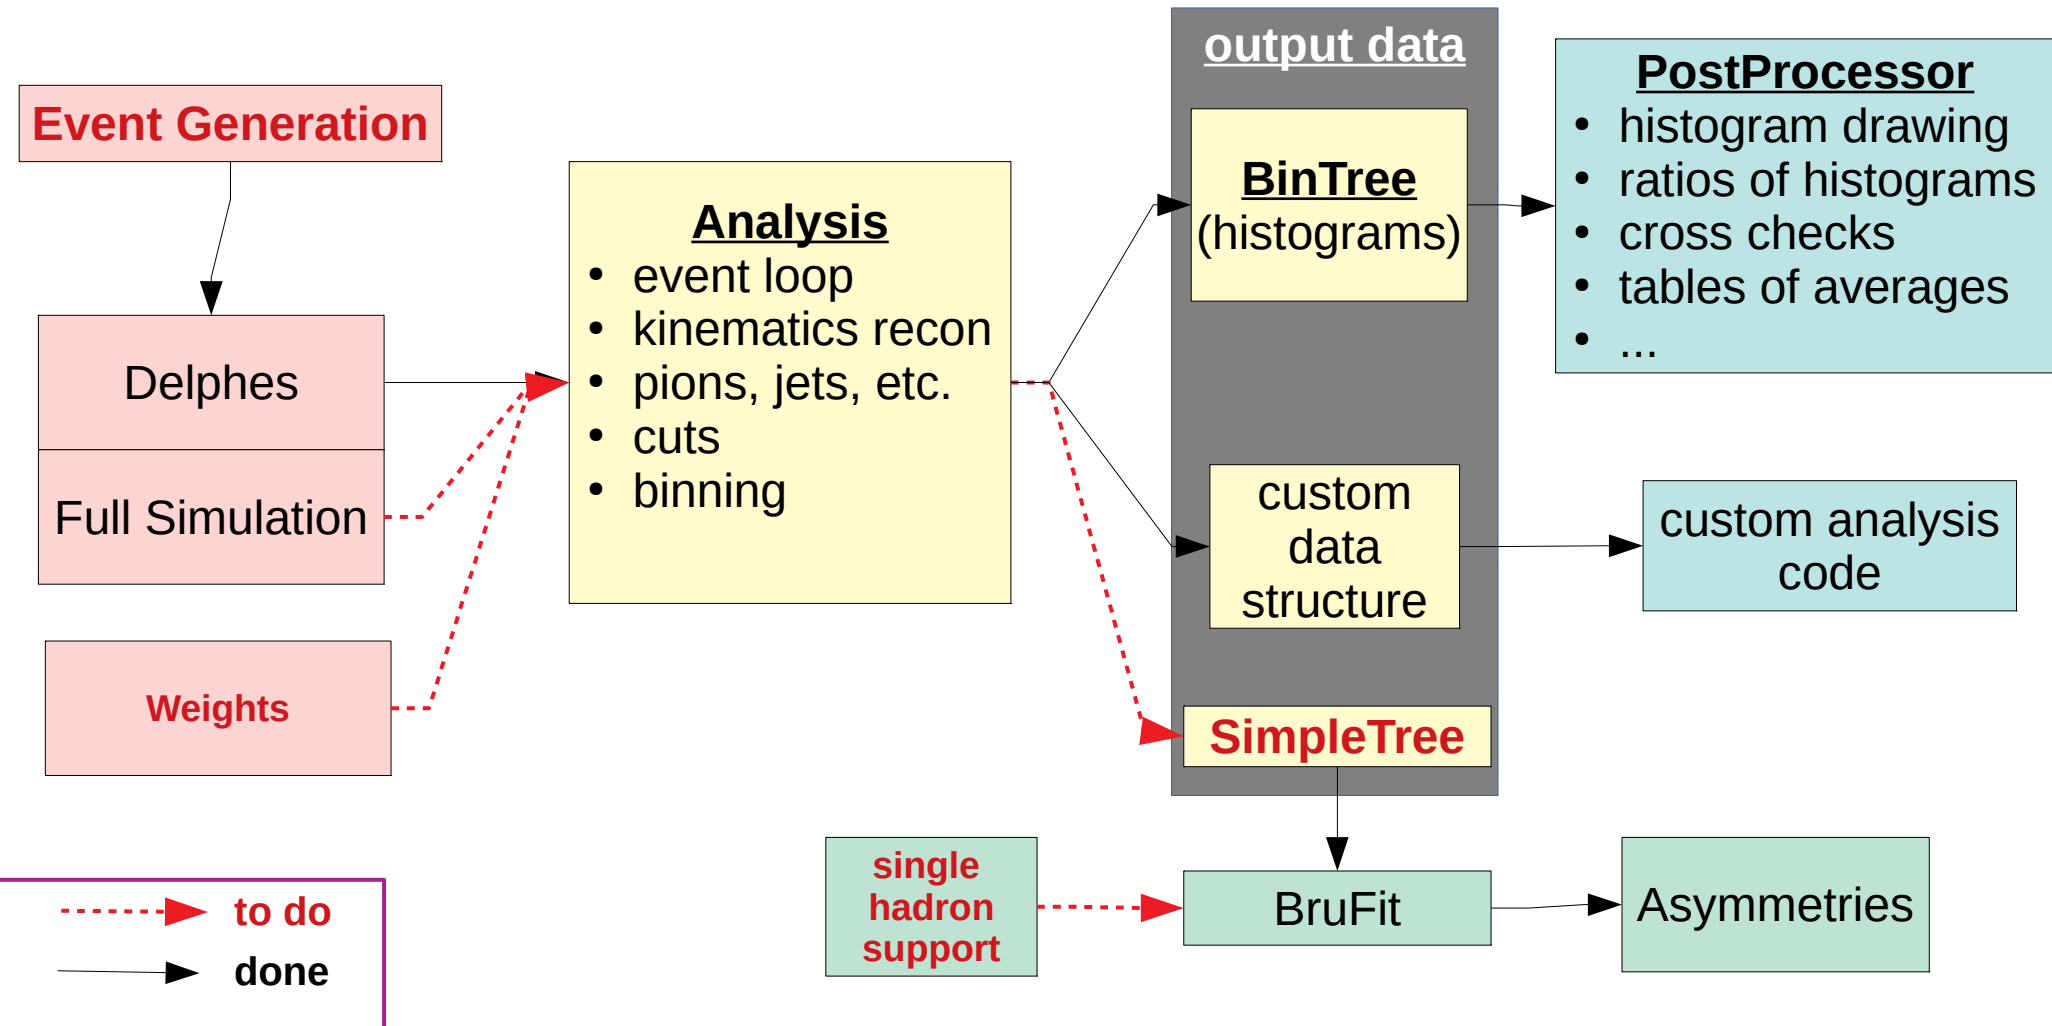 Event Generation
Delphes
Full Simulation
Weights
Analysis
• event loop
• kinematics recon
• pions, jets, etc.
• cuts
• binning
output data
BinTree
(histograms)
custom
data
structure
SimpleTree
PostProcessor
• histogram drawing
• ratios of histograms
• cross checks
• tables of averages
• ...
custom analysis
code
single
hadron
support
BruFit
Asymmetries
to do
done